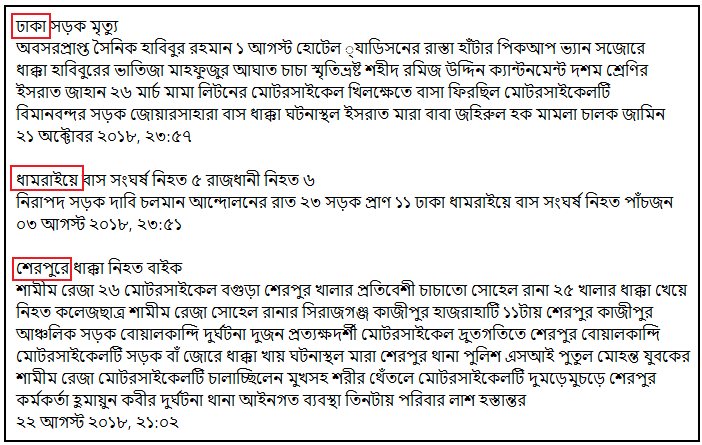 ঢাকা সড়ক মৃত্যু
অবসরপ্রাপ্ত সৈনিক হাবিবুর রহমান ১ আগস্ট হোটেল ্যাডিসনের রাস্তা হাঁটার পিকআপ ভ্যান সজোরে
ধাক্কা হাবিবুরের ভাতিজা মাহফুজুর আঘাত চাচা স্মৃতিভ্রষ্ট শহীদ রমিজ উদ্দিন ক্যান্টনমেন্ট দশম শ্রেণির
ইসরাত জাহান ২৬ মার্চ মামা লিটনের মোটরসাইকেল খিলক্ষেতে বাসা ফিরছিল মোটরসাইকেলটি
বিমানবন্দর সড়ক জোয়ারসাহারা বাস ধাক্কা ঘটনাস্থল ইসরাত মারা বাবা জহিরুল হক মামলা চালক জামিন
২১ অক্টোবর ২০১৮, ২৩:৫৭
ধামরাইয়ে বাস সংঘর্ষ নিহত ৫ রাজধানী নিহত ৬
নিরাপদ সড়ক দাবি চলমান আন্দোলনের রাত ২৩ সড়ক প্রাণ ১১ ঢাকা ধামরাইয়ে বাস সংঘর্ষ নিহত পাঁচজন
০৩ আগস্ট ২০১৮, ২৩:৫১
শেরপুরে ধাক্কা নিহত বাইক
শামীম রেজা ২৬ মোটরসাইকেল বগুড়া শেরপুর খালার প্রতিবেশী চাচাতো সোহেল রানা ২৫ খালার ধাক্কা খেয়ে
নিহত কলেজছাত্র শামীম রেজা সোহেল রানার সিরাজগঞ্জ কাজীপুর হাজরাহাটি ১১টায় শেরপুর কাজীপুর
আঞ্চলিক সড়ক বোয়ালকান্দি দুর্ঘটনা দুজন প্রত্যক্ষদর্শী মোটরসাইকেল দ্রুতগতিতে শেরপুর বোয়ালকান্দি
মোটরসাইকেলটি সড়ক বাঁ জোরে ধাক্কা খায় ঘটনাস্থল মারা শেরপুর থানা পুলিশ এসআই পুতুল মোহন্ত যুবকের
শামীম রেজা মোটরসাইকেলটি চালাচ্ছিলেন মুখসহ শরীর থেঁতলে মোটরসাইকেলটি দুমড়েমুচড়ে শেরপুর
কর্মকর্তা হুমায়ুন কবীর দুর্ঘটনা থানা আইনগত ব্যবস্থা তিনটায় পরিবার লাশ হস্তান্তর
২২ আগস্ট ২০১৮, ২১:০২